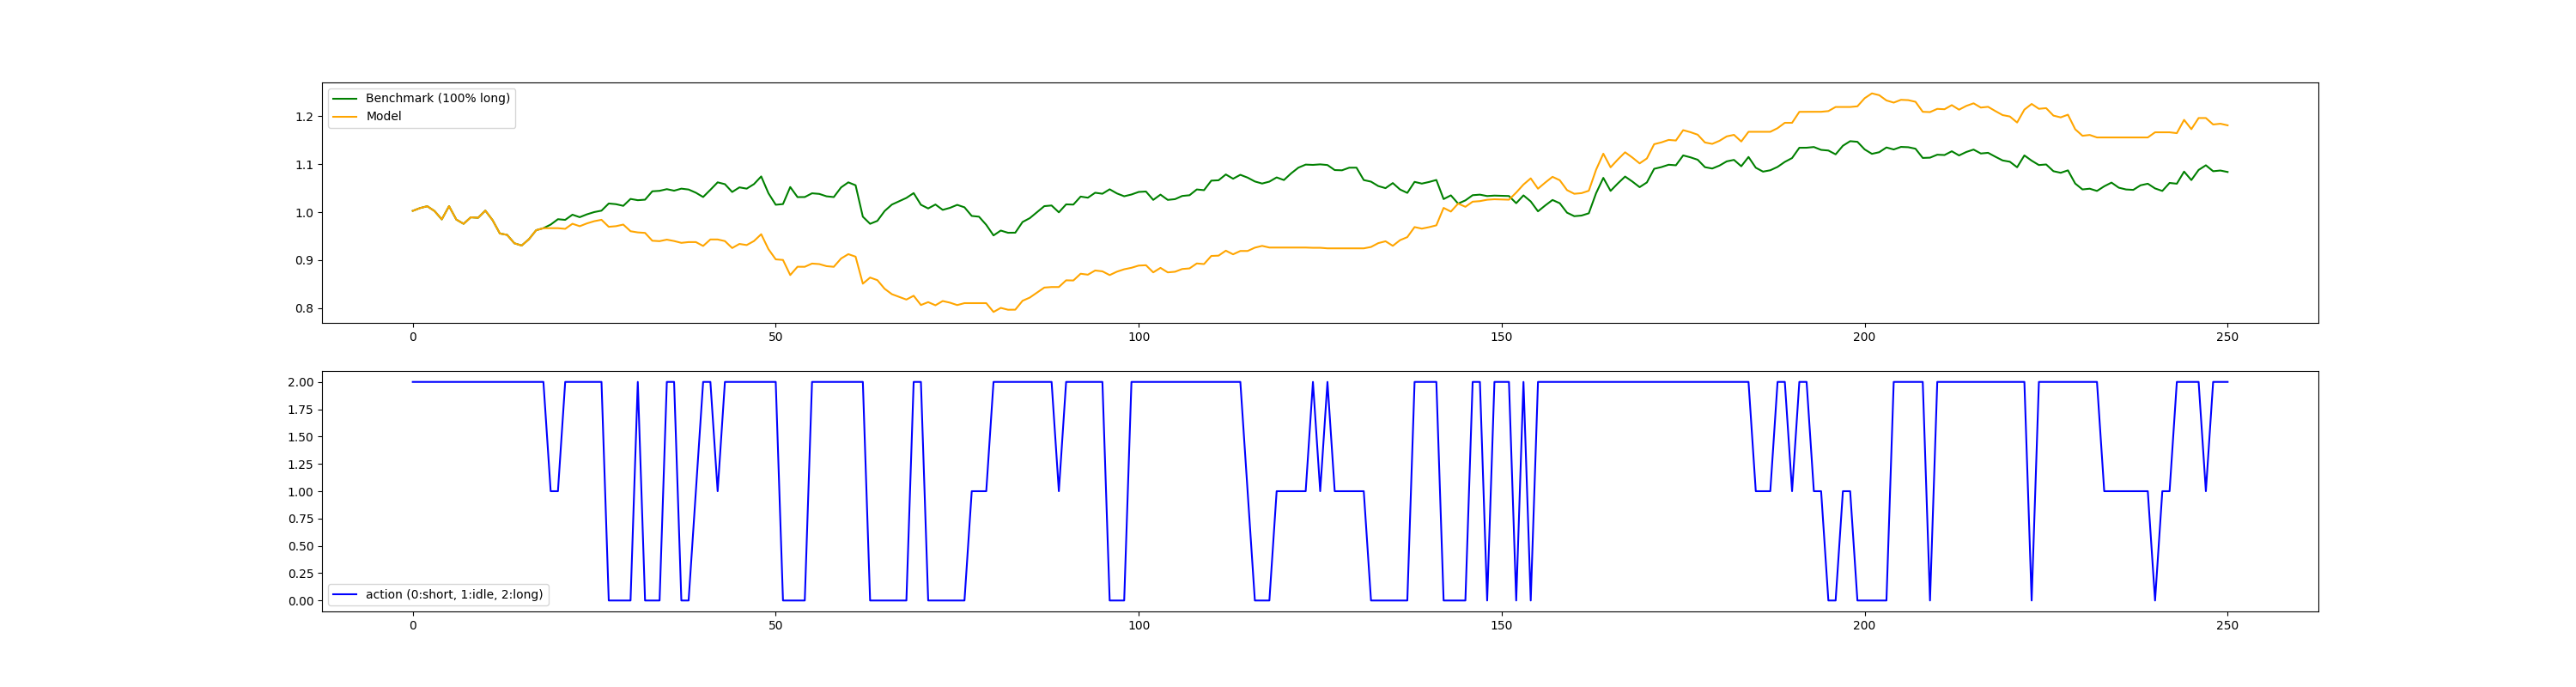 Benchmark (100% long)
Model
1.2
1.1
1.0
0.9
0.8
0 50 100 150 200 250
2.00
1.75
1.50
1.25
1.00
0.75
0.50
0.25
0.00
action (0:short, 1:idle, 2:long)
0 50 100 150 200 250